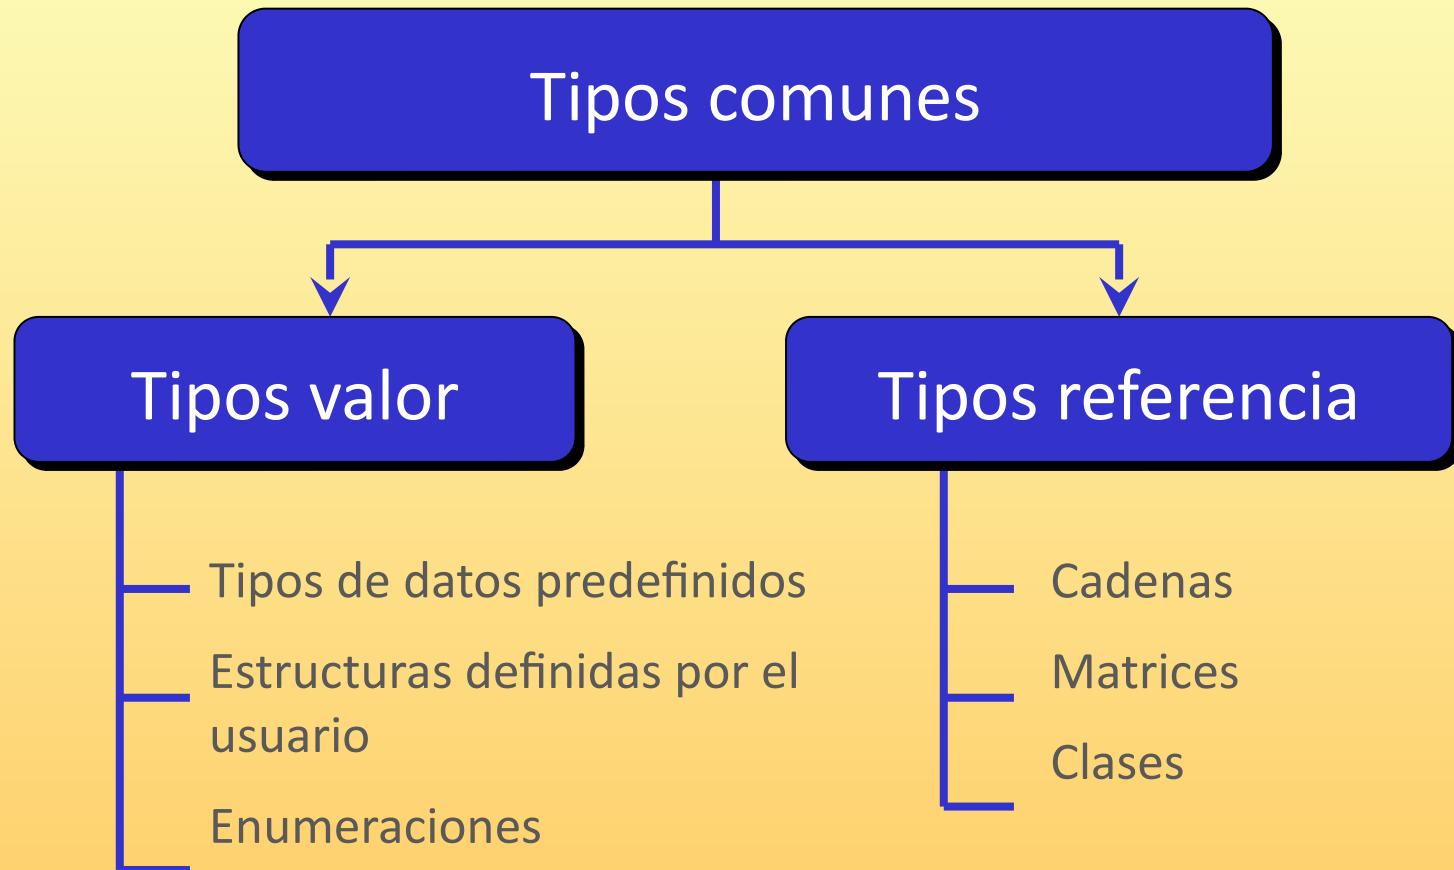 Tipos comunes
Tipos valor
Tipos de datos predefinidos
Estructuras definidas por el
usuario
Enumeraciones
Tipos referencia
Cadenas
Matrices
Clases